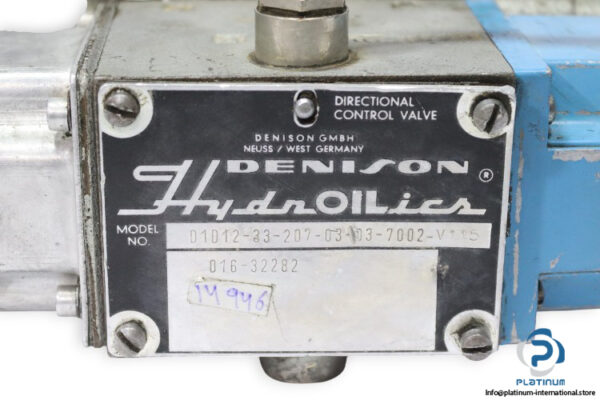 DIRECTIONAL
CONTROL VALVE
DENISON GMBH
NEUSS / WEST GERMANY
DENISON
HydrOILics ®
MODEL
NO.
D1D12-33-207-03-03-7002-V
016-32282
14946
PLATINUM
Info@platinum-international.store